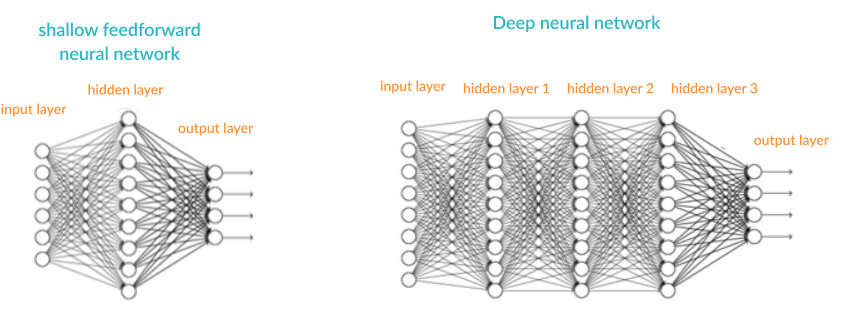 shallow feedforward
neural network
hidden layer
input layer
output layer
Deep neural network
input layer
hidden layer 1
hidden layer 2
hidden layer 3
output layer